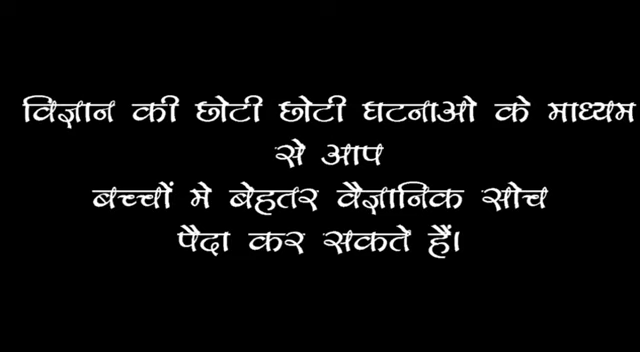 विज्ञान की छोटी छोटी घटनाओ के माध्यम
से आप
बच्चों मे बेहतर वैज्ञानिक सोच
पैदा कर सकते हैं।